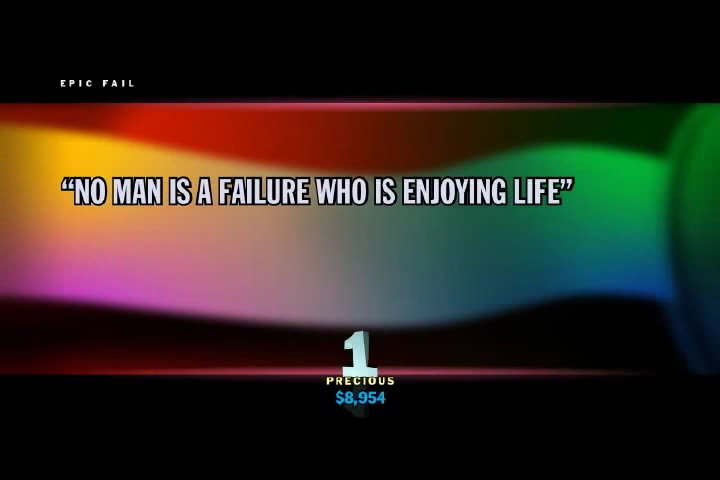 EPIC FAIL
“NO MAN IS A FAILURE WHO IS ENJOYING LIFE”
1
PRECIOUS
$8,954